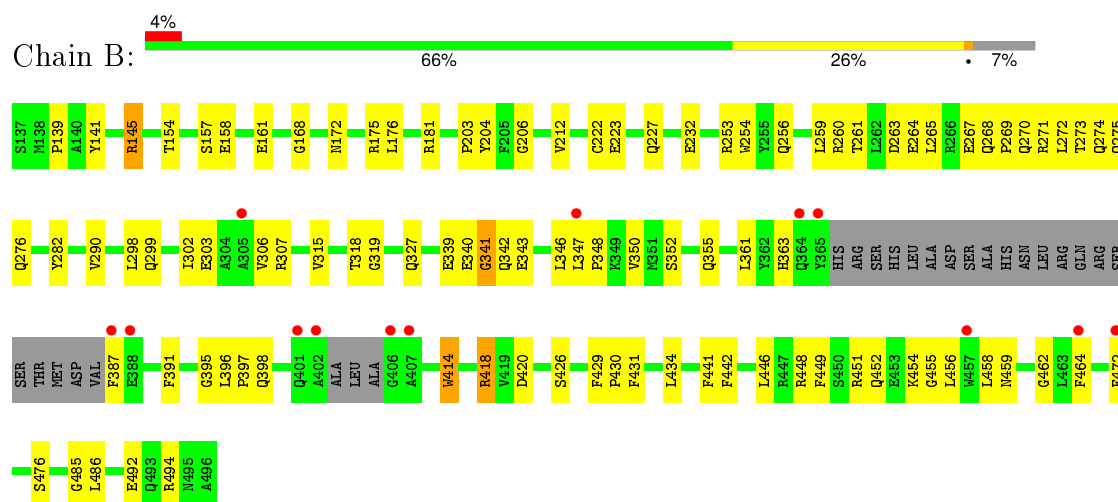 4%
Chain B:
66% 26% • 7%
S137 M138 P139 A140 Y141 R145 T154 S157 E158 E161 G168 N172 R175 L176 R181 P203 Y204 F205 G206 V212 C222 E223 Q227 E232 R253 W254 Y255 Q256 L259 R260 T261 L262 D263 E264 L265 R266 E267 Q268 P269 Q270 R271 L272 T273 Q274 Q275
Q276 Y282 V290 L298 Q299 I302 E303 A304 A305 V306 R307 V315 T318 G319 Q327 E339 E340 G341 Q342 E343 L346 L347 P348 K349 V350 M351 S352 Q355 L361 Y362 H363 Q364 Y365 HIS ARG SER HIS LEU ALA ASP SER ALA HIS ASN LEU ARG GLN ARG SER
SER THR MET ASP VAL F387 E388 F391 G395 L396 P397 Q398 Q401 A402 ALA LEU ALA G406 A407 W414 R418 V419 D420 S426 F429 P430 F431 L434 F441 F442 L446 R447 R448 F449 S450 R451 Q452 E453 K454 G455 L456 W457 L458 N459 G462 L463 F464
S476 G485 L486 E492 Q493 R494 N495 A496